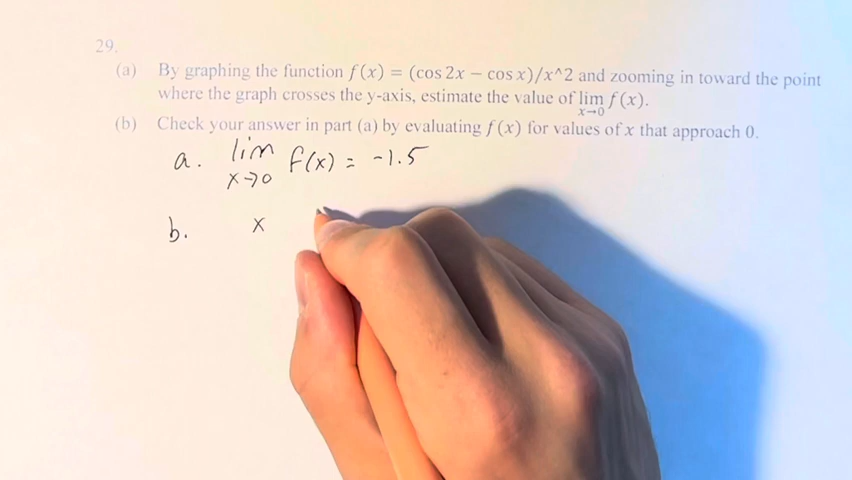 29.
(a) By graphing the function f(x) = (cos 2x − cos x)/x^2 and zooming in toward the point
where the graph crosses the y-axis, estimate the value of lim x→0 f(x).
(b) Check your answer in part (a) by evaluating f(x) for values of x that approach 0.
a. lim x→0 f(x) = -1.5
b. x